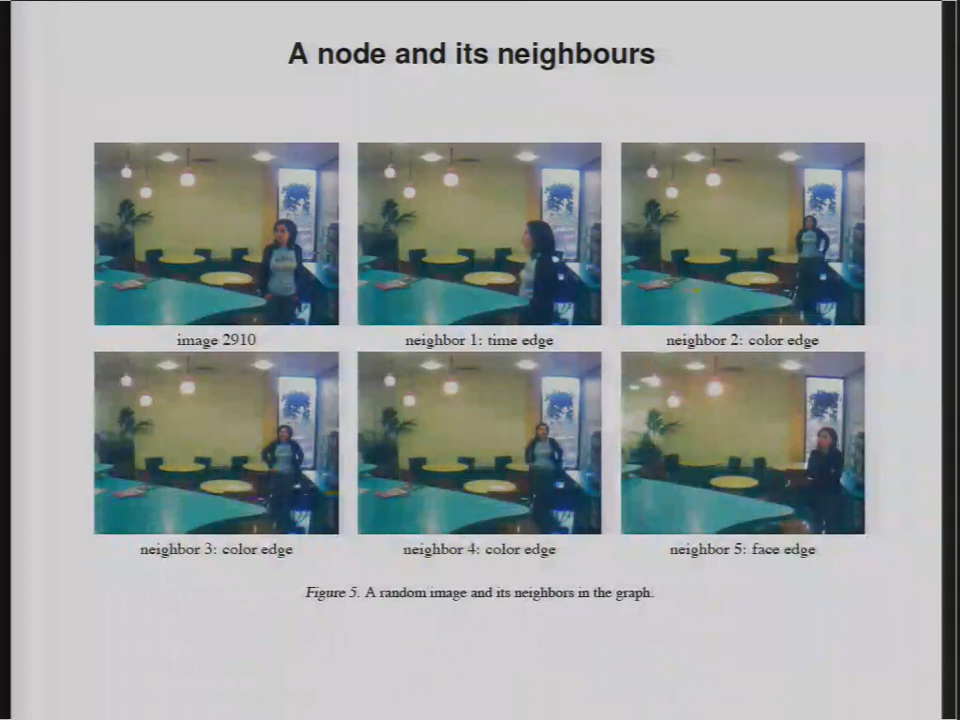 A node and its neighbours
image 2910
neighbor 1: time edge
neighbor 2: color edge
neighbor 3: color edge
neighbor 4: color edge
neighbor 5: face edge
Figure 5. A random image and its neighbors in the graph.